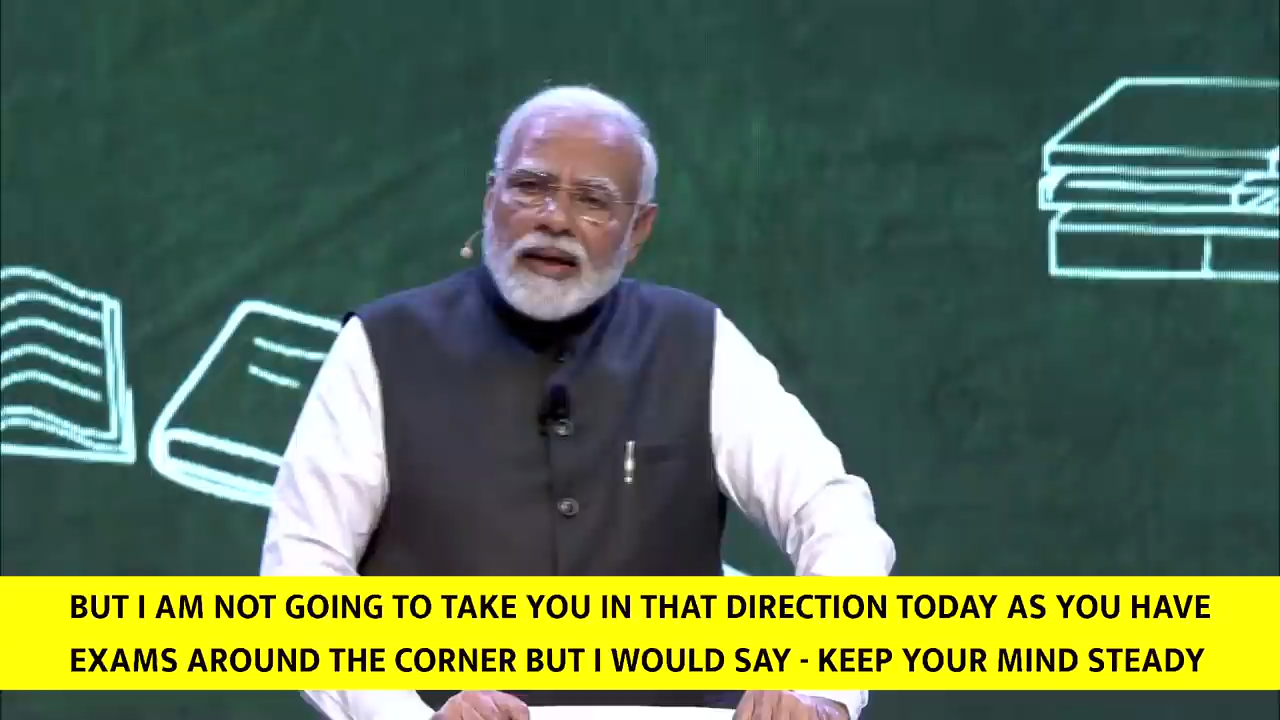 BUT I AM NOT GOING TO TAKE YOU IN THAT DIRECTION TODAY AS YOU HAVE
EXAMS AROUND THE CORNER BUT I WOULD SAY - KEEP YOUR MIND STEADY